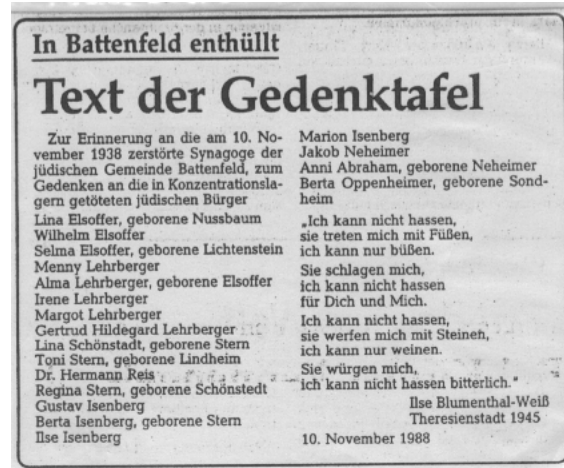 In Battenfeld enthüllt
Text der Gedenktafel
Zur Erinnerung an die am 10. No-
vember 1938 zerstörte Synagoge der
jüdischen Gemeinde Battenfeld, zum
Gedenken an die in Konzentrationsla-
gern getöteten jüdischen Bürger
Lina Elsoffer, geborene Nussbaum
Wilhelm Elsoffer
Selma Elsoffer, geborene Lichtenstein
Menny Lehrberger
Alma Lehrberger, geborene Elsoffer
Irene Lehrberger
Margot Lehrberger
Gertrud Hildegard Lehrberger
Lina Schönstadt, geborene Stern
Toni Stern, geborene Lindheim
Dr. Hermann Reis
Regina Stern, geborene Schönstedt
Gustav Isenberg
Berta Isenberg, geborene Stern
Ilse Isenberg
Marion Isenberg
Jakob Neheimer
Anni Abraham, geborene Neheimer
Berta Oppenheimer, geborene Sond-
heim
„Ich kann nicht hassen,
sie treten mich mit Füßen,
ich kann nur büßen.
Sie schlagen mich,
ich kann nicht hassen
für Dich und Mich.
Ich kann nicht hassen,
sie werfen mich mit Steinen,
ich kann nur weinen.
Sie würgen mich,
ich kann nicht hassen bitterlich."
Ilse Blumenthal-Weiß
Theresienstadt 1945
10. November 1988